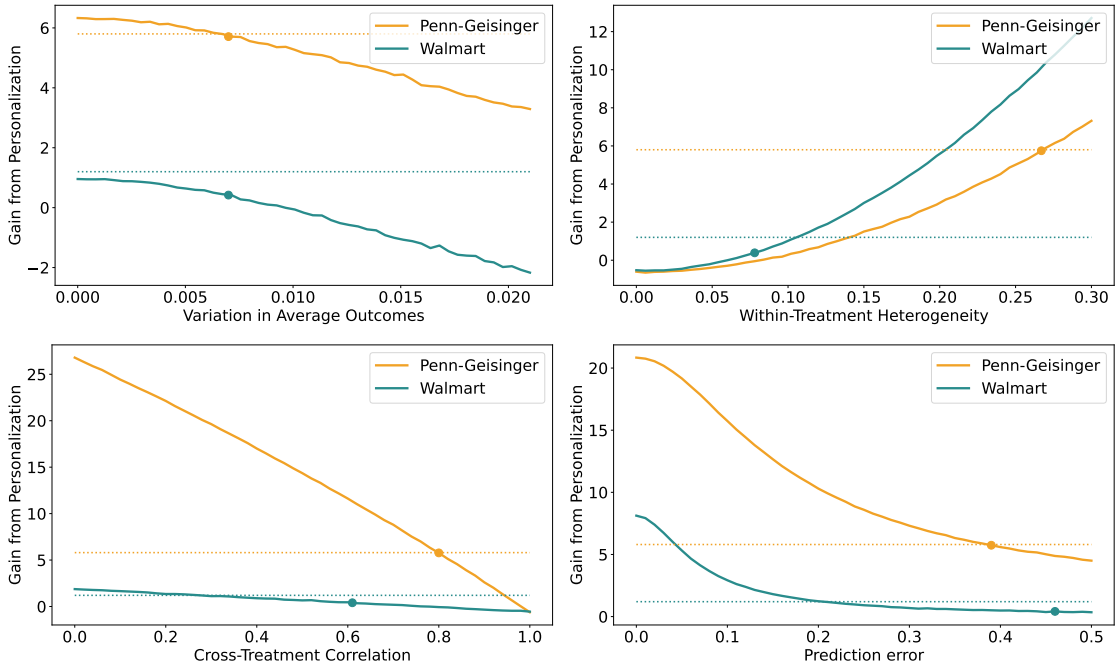 Gain from Personalization
6
4
2
0
−2
0.000
0.005
0.010
0.015
0.020
Variation in Average Outcomes
Penn-Geisinger
Walmart
Gain from Personalization
12
10
8
6
4
2
0
0.00
0.05
0.10
0.15
0.20
0.25
0.30
Within-Treatment Heterogeneity
Penn-Geisinger
Walmart
Gain from Personalization
25
20
15
10
5
0
0.0
0.2
0.4
0.6
0.8
1.0
Cross-Treatment Correlation
Penn-Geisinger
Walmart
Gain from Personalization
20
15
10
5
0
0.0
0.1
0.2
0.3
0.4
0.5
Prediction error
Penn-Geisinger
Walmart